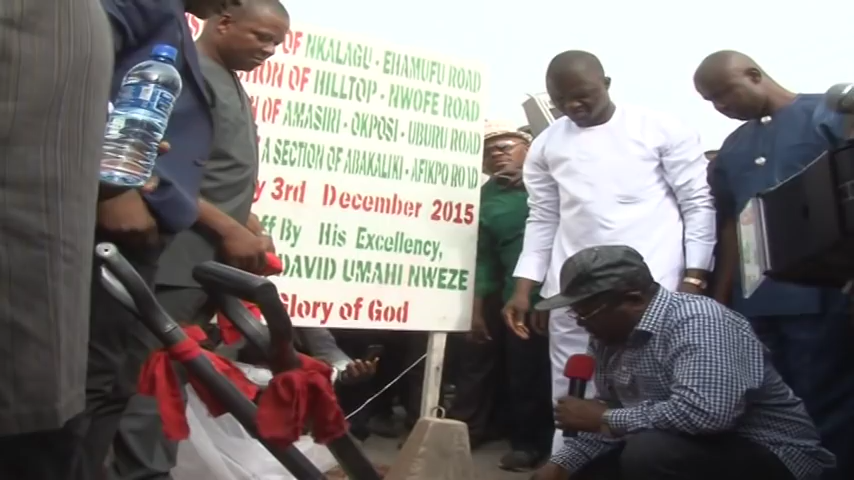 OF NKALAGU - EHAMUFU ROAD
ION OF HILLTOP - NWOFE ROAD
OF AMASIRI - OKPOSI - UBURU ROAD
A SECTION OF ABAKALIKI - AFIKPO ROAD
3rd December 2015
By His Excellency,
DAVID UMAHI NWEZE
Glory of God